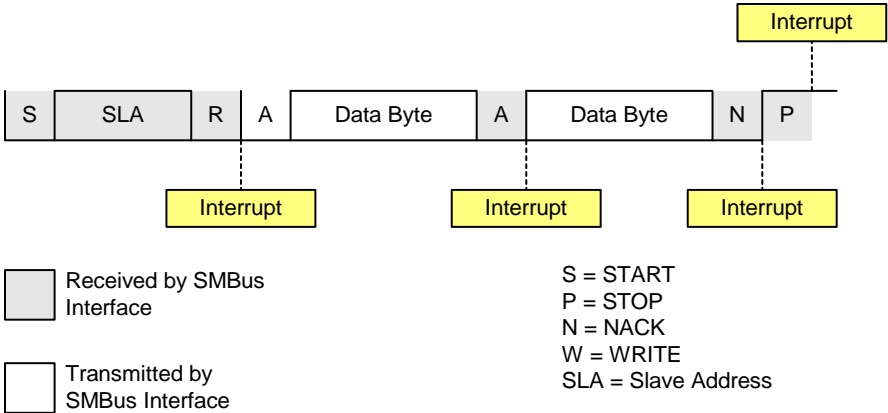 Interrupt
S SLA R A Data Byte A Data Byte N P
Interrupt Interrupt Interrupt
Received by SMBus
Interface
Transmitted by
SMBus Interface
S = START
P = STOP
N = NACK
W = WRITE
SLA = Slave Address